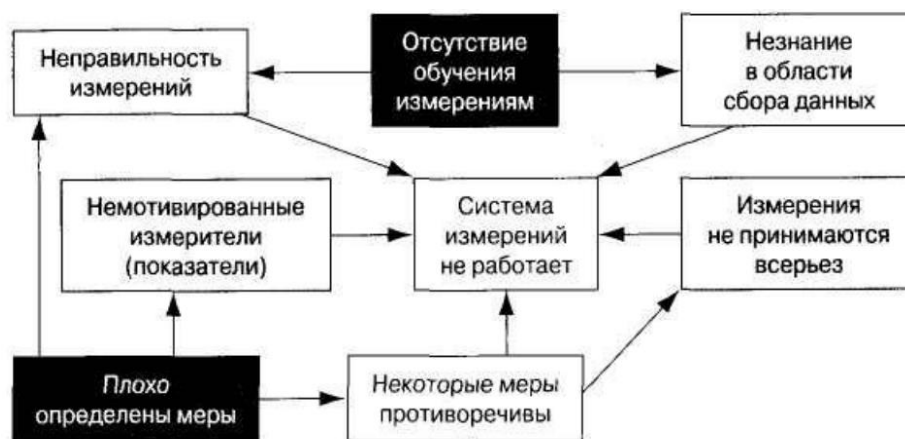 Неправильность
измерений
Отсутствие
обучения
измерениям
Незнание
в области
сбора данных
Немотивированные
измерители
(показатели)
Система
измерений
не работает
Измерения
не принимаются
всерьез
Плохо
определены меры
Некоторые меры
противоречивы